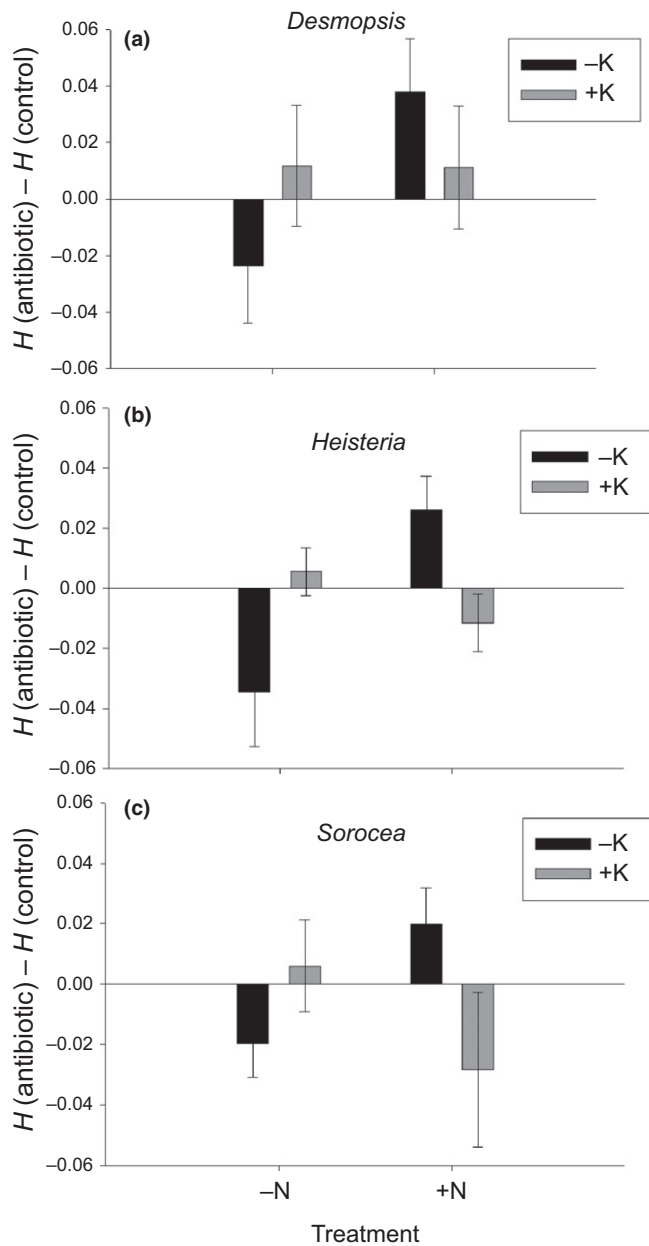 (a) Desmopsis
–K
+K
0.06
0.04
0.02
0.00
–0.02
–0.04
–0.06
H (antibiotic) – H (control)
(b)
Heisteria
–K
+K
0.06
0.04
0.02
0.00
–0.02
–0.04
–0.06
H (antibiotic) – H (control)
(c)
Sorocea
–K
+K
0.06
0.04
0.02
0.00
–0.02
–0.04
–0.06
H (antibiotic) – H (control)
–N +N
Treatment